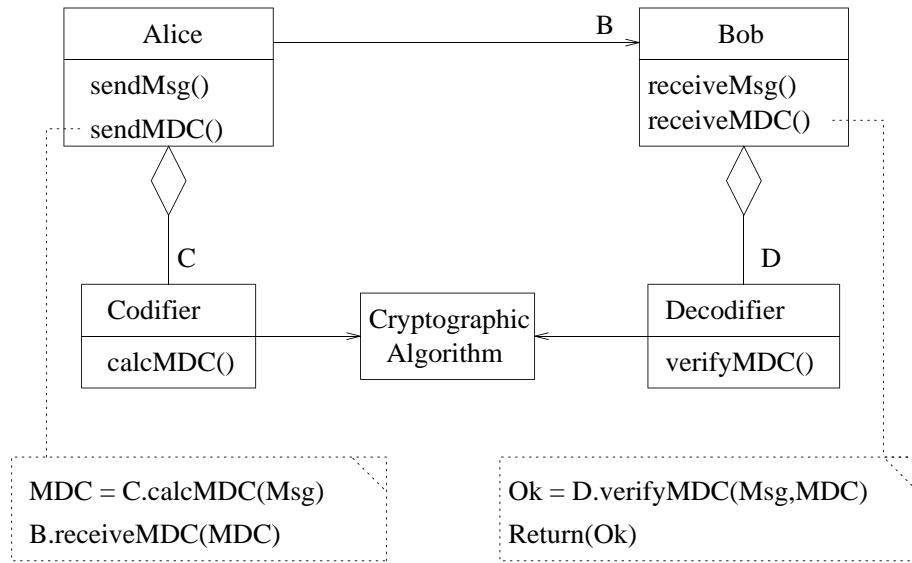 Alice
B
Bob
sendMsg()
sendMDC()
receiveMsg()
receiveMDC()
C
D
Codifier
calcMDC()
Cryptographic
Algorithm
Decodifier
verifyMDC()
MDC = C.calcMDC(Msg)
B.receiveMDC(MDC)
Ok = D.verifyMDC(Msg,MDC)
Return(Ok)